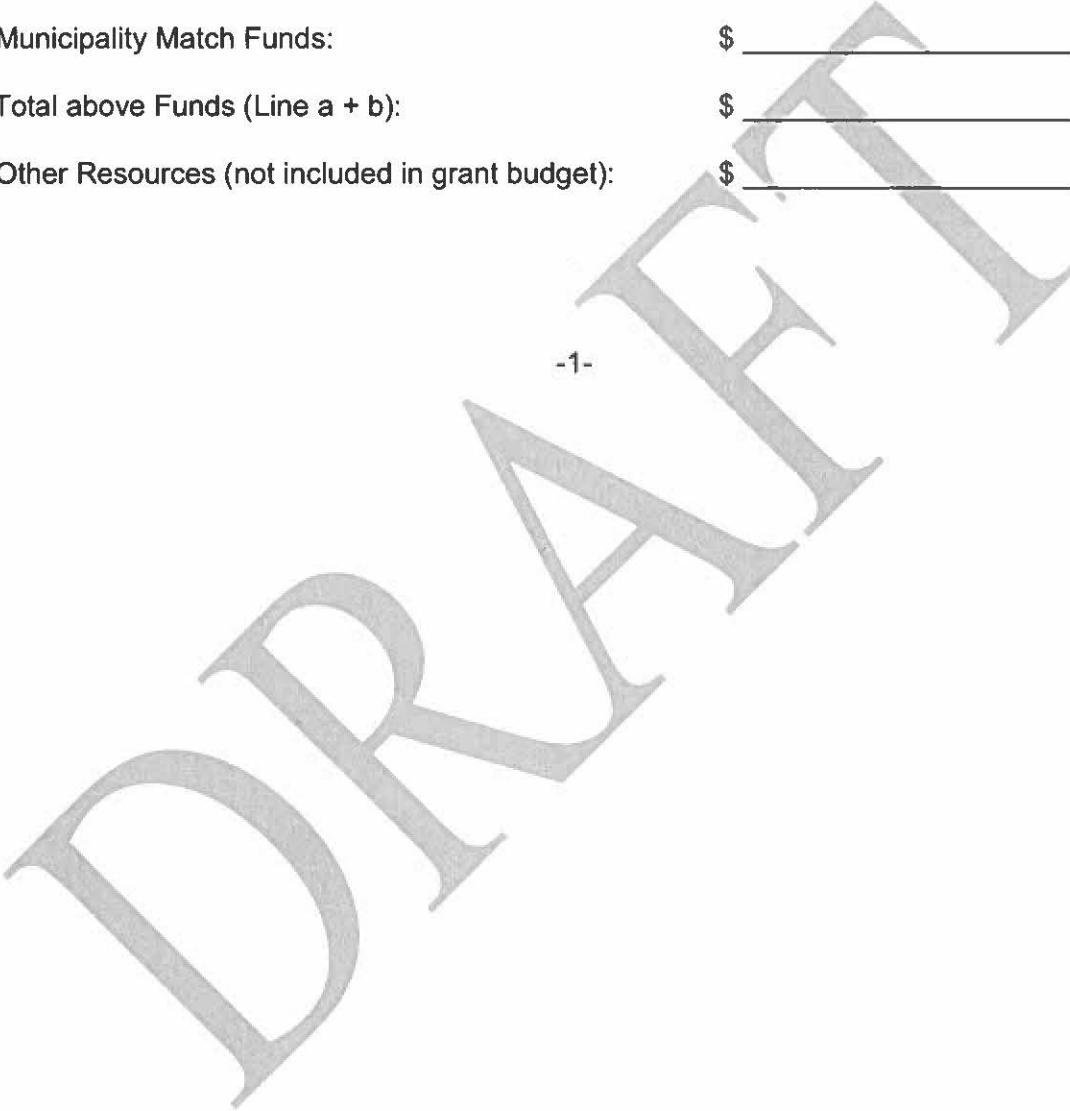 Municipality Match Funds: $
Total above Funds (Line a + b): $
Other Resources (not included in grant budget): $
-1-
DRAFT